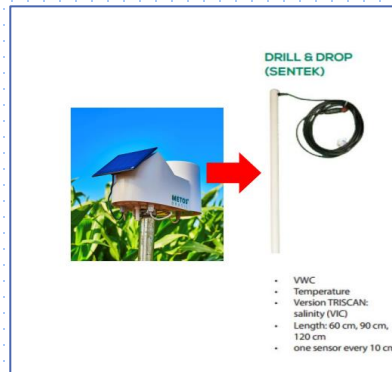 DRILL & DROP
(SENTEK)
METOS
• VWC
• Temperature
• Version TRISCAN:
salinity (VIC)
• Length: 60 cm, 90 cm,
120 cm
• one sensor every 10 cm